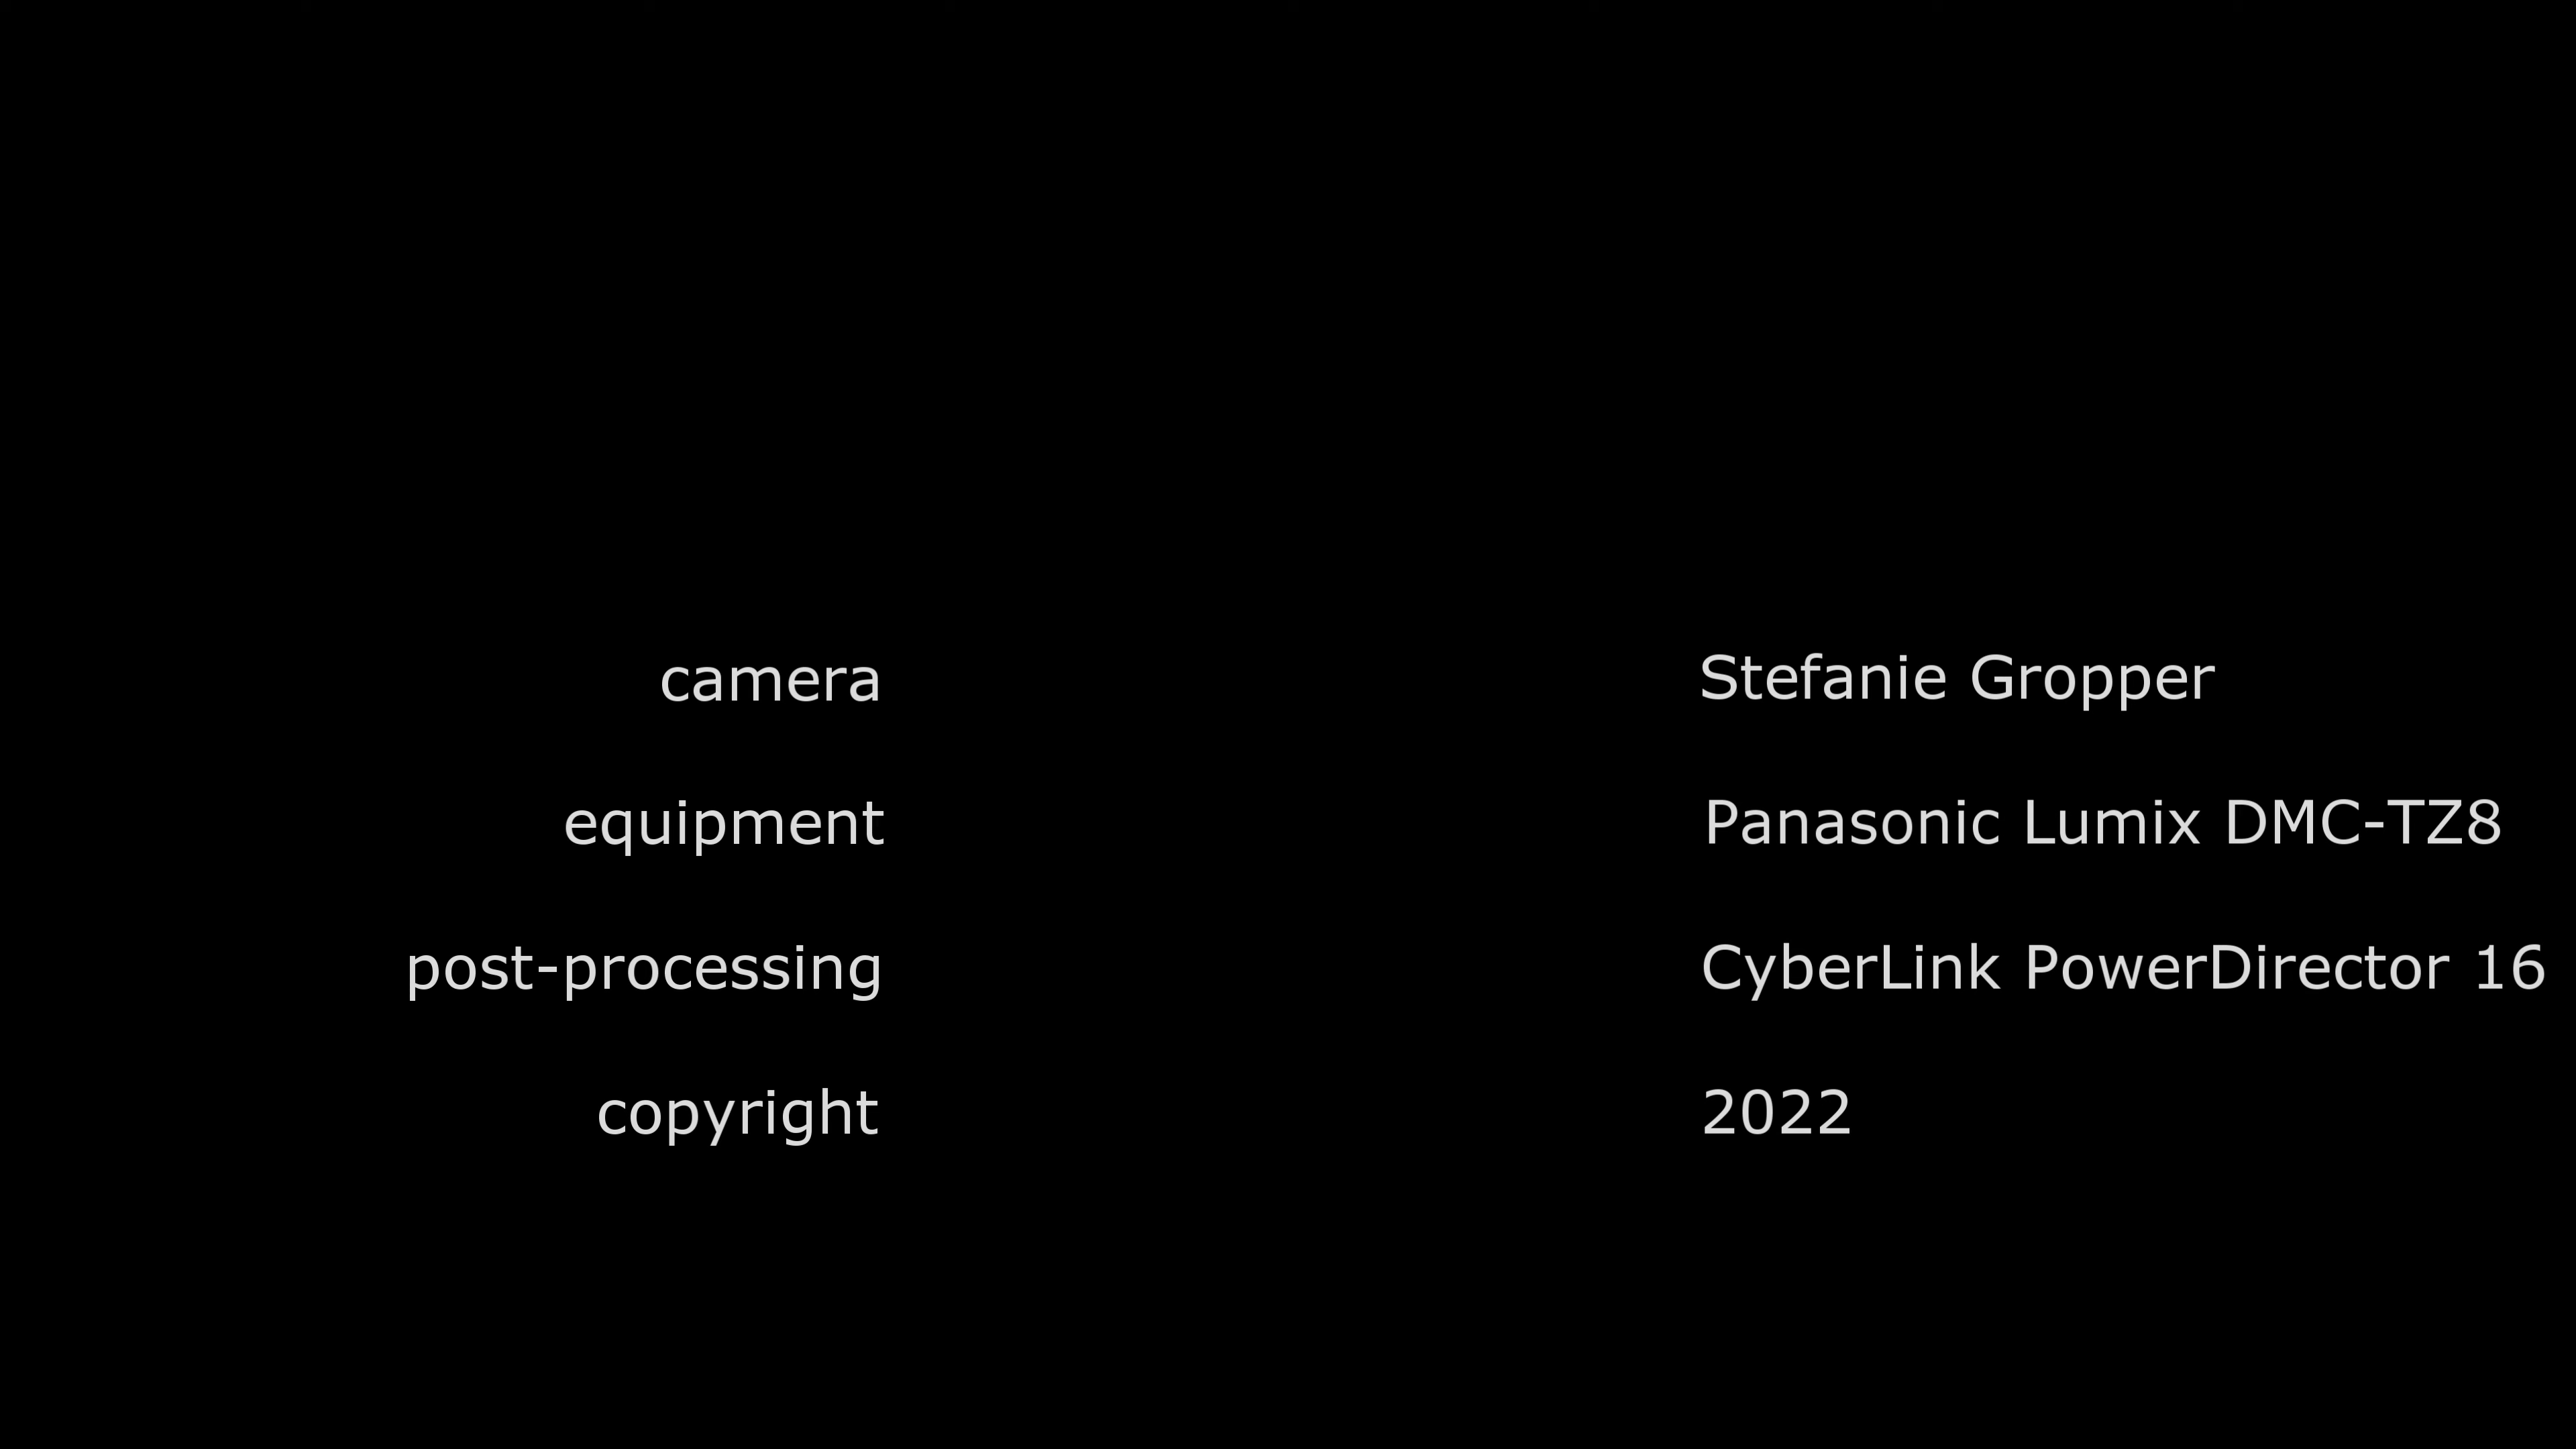 camera Stefanie Gropper
equipment Panasonic Lumix DMC-TZ8
post-processing CyberLink PowerDirector 16
copyright 2022